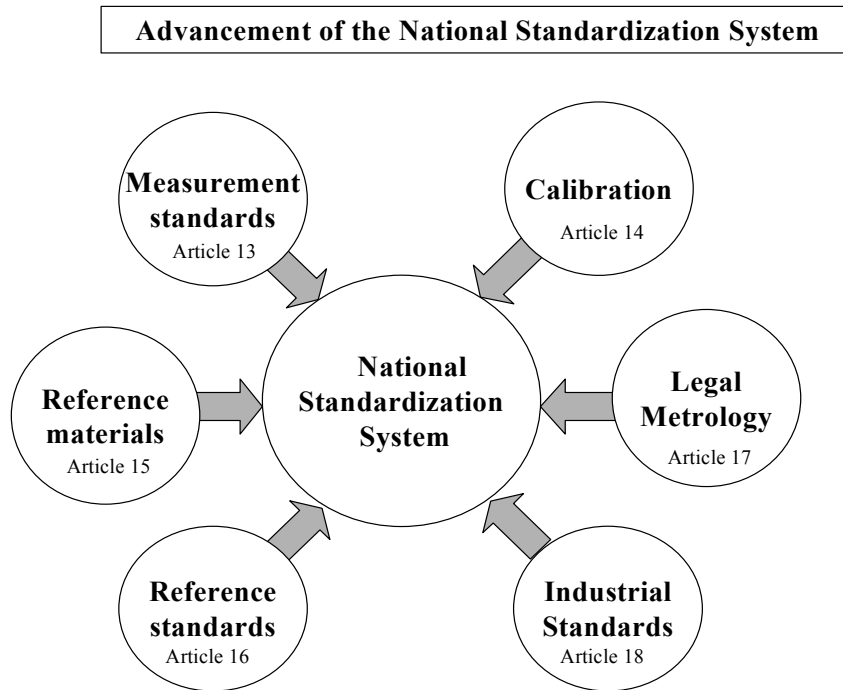 Advancement of the National Standardization System
Measurement
standards
Article 13
Calibration
Article 14
National
Standardization
System
Reference
materials
Article 15
Legal
Metrology
Article 17
Reference
standards
Article 16
Industrial
Standards
Article 18